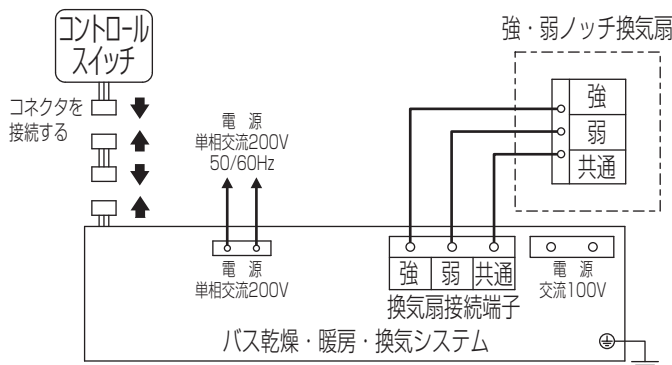 コントロール
スイッチ
強・弱ノッチ換気扇
コネクタを
接続する
電 源
単相交流200V
50/60Hz
強
弱
共通
強 弱 共通
換気扇接続端子
電 源
単相交流200V
電 源
交流100V
バス乾燥・暖房・換気システム